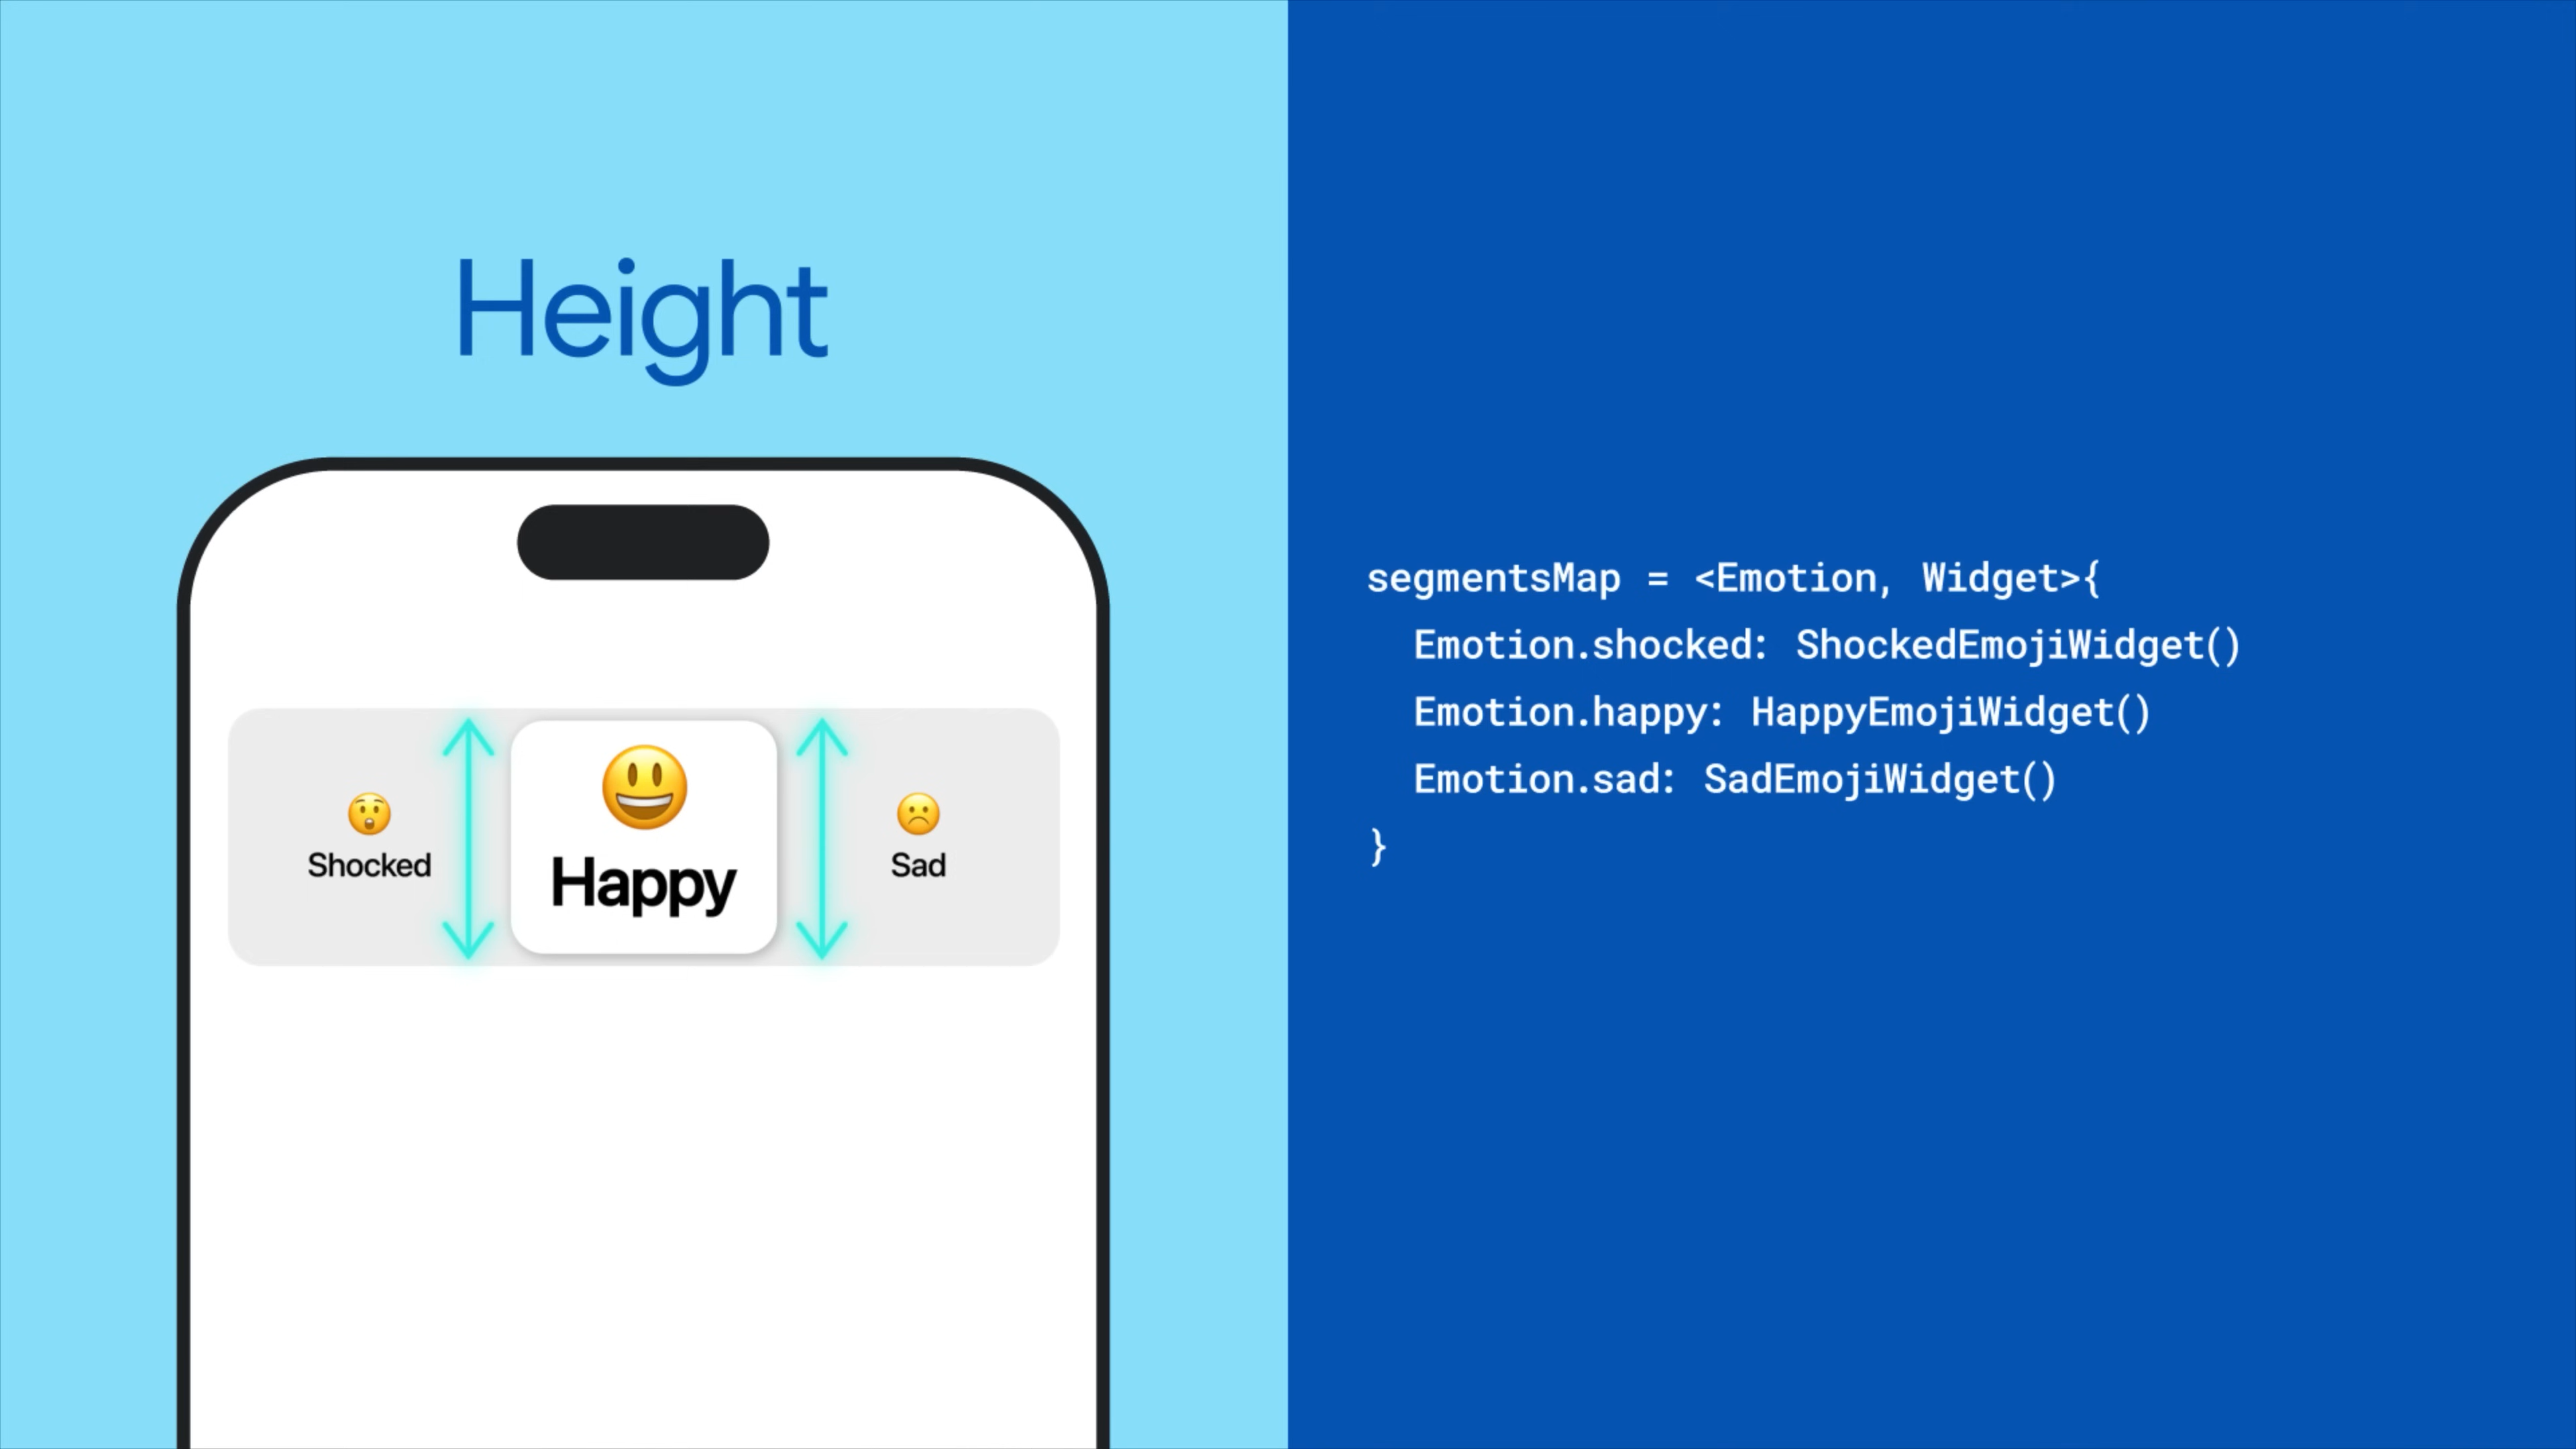 Height
Shocked
Happy
Sad
segmentsMap = <Emotion, Widget>{
Emotion.shocked: ShockedEmojiWidget()
Emotion.happy: HappyEmojiWidget()
Emotion.sad: SadEmojiWidget()
}